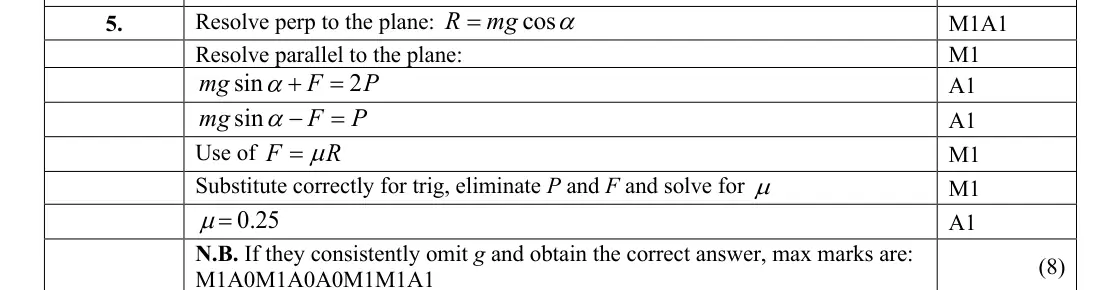 5. Resolve perp to the plane: R = mg cos α M1A1
Resolve parallel to the plane: M1
mg sin α + F = 2P A1
mg sin α − F = P A1
Use of F = μR M1
Substitute correctly for trig, eliminate P and F and solve for μ M1
μ = 0.25 A1
N.B. If they consistently omit g and obtain the correct answer, max marks are:
M1A0M1A0A0M1M1A1 (8)